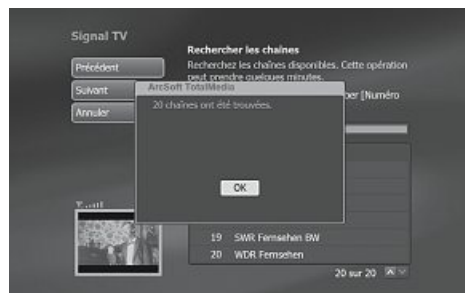 Signal TV
Rechercher les chaînes
Précédent
Recherchez les chaînes disponibles. Cette opération
peut prendre quelques minutes.
Suivant
ArcSoft TotalMedia
per [Numéro
Annuler
20 chaînes ont été trouvées.
OK
19 SWR Fernsehen BW
20 WDR Fernsehen
20 sur 20